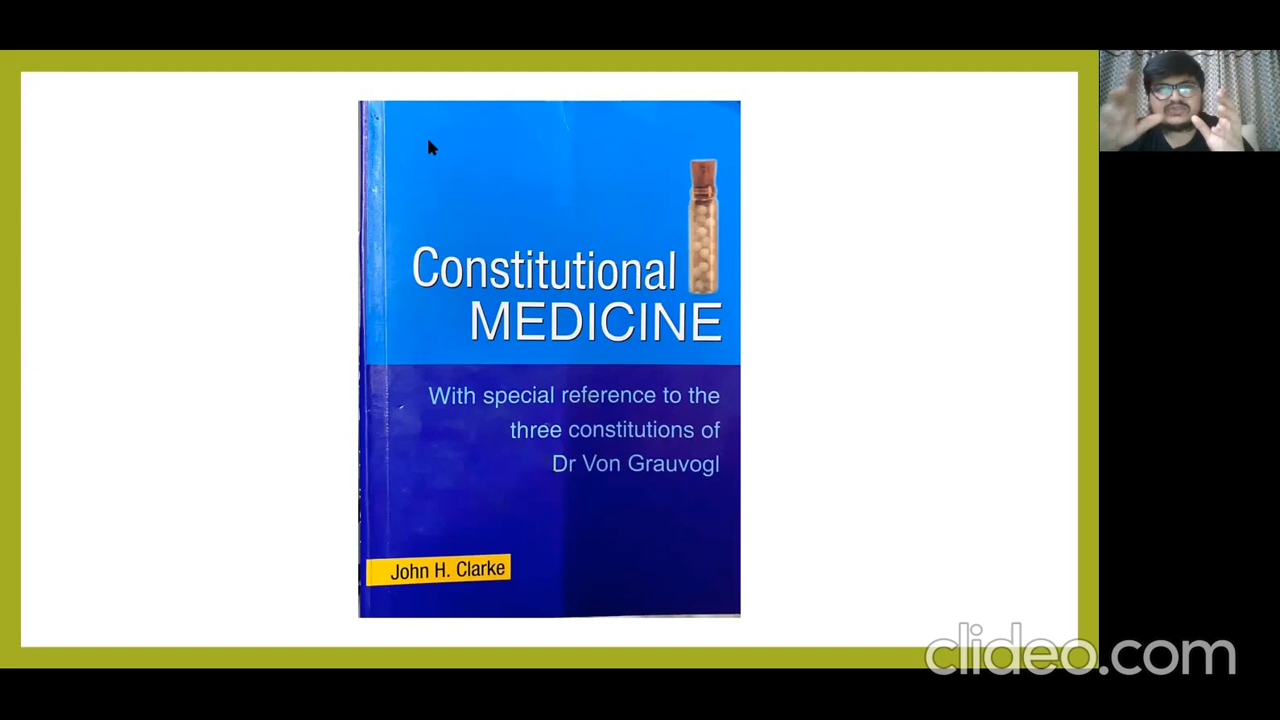 Constitutional
MEDICINE
With special reference to the
three constitutions of
Dr Von Grauvogl
John H. Clarke
clideo.com